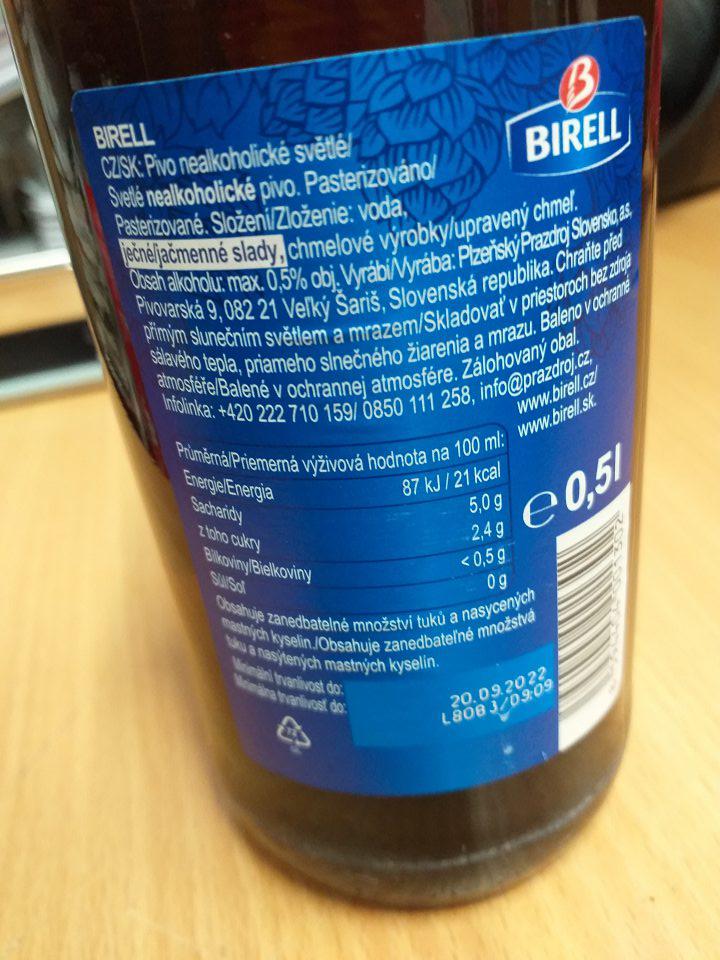 BIRELL
BIRELL
CZ/SK: Pivo nealkoholické světlé/
Svetlé nealkoholické pivo. Pasterizováno/
Pasterizované. Složení/Zloženie: voda,
ječné/jačmenné slady, chmelové výrobky/upravený chmeľ.
Obsah alkoholu: max. 0,5% obj. Vyrábí/Vyrába: Plzeňský Prazdroj Slovensko, a.s.,
Pivovarská 9, 082 21 Veľký Šariš, Slovenská republika. Chraňte před
přímým slunečním světlem a mrazem/Skladovať v priestoroch bez zdroja
sálavého tepla, priameho slnečného žiarenia a mrazu. Baleno v ochranné
atmosféře/Balené v ochrannej atmosfére. Zálohovaný obal.
Infolinka: +420 222 710 159/ 0850 111 258, info@prazdroj.cz,
www.birell.cz/
www.birell.sk.
Průměrná/Priemerná výživová hodnota na 100 ml:
Energie/Energia 87 kJ / 21 kcal
Sacharidy 5,0 g
z toho cukry 2,4 g
Bílkoviny/Bielkoviny < 0,5 g
Sůl/Soľ 0 g
e 0,5l
Obsahuje zanedbatelné množství tuků a nasycených
mastných kyselin./Obsahuje zanedbateľné množstvá
tuku a nasýtených mastných kyselin.
Minimální trvanlivost do:
Minimálna trvanlivosť do:
20.09.2022
L8083 09:09